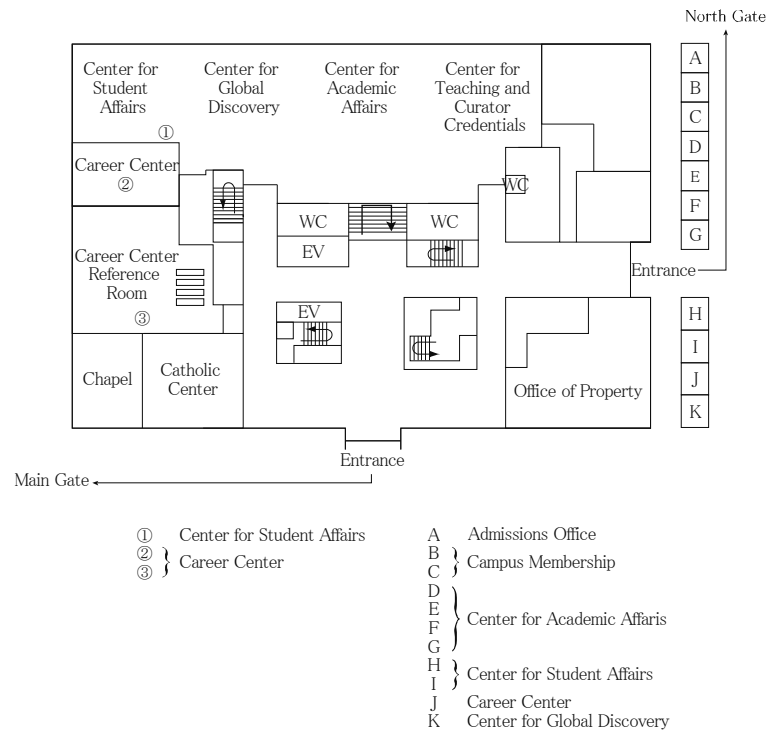 North Gate
Center for
Student
Affairs
①
Center for
Global
Discovery
Center for
Academic
Affairs
Center for
Teaching and
Curator
Credentials
A
B
C
D
E
F
G
Career Center
②
WC
WC
WC
EV
Career Center
Reference
Room
③
Entrance
EV
H
I
J
K
Chapel
Catholic
Center
Office of Property
Entrance
Main Gate
① Center for Student Affairs
②
③
Career Center
A Admissions Office
B
C
Campus Membership
D
E
F
G
Center for Academic Affaris
H
I
Center for Student Affairs
J Career Center
K Center for Global Discovery